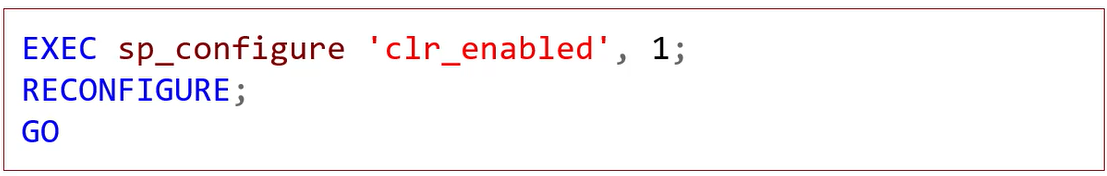 EXEC sp_configure 'clr_enabled', 1;
RECONFIGURE;
GO